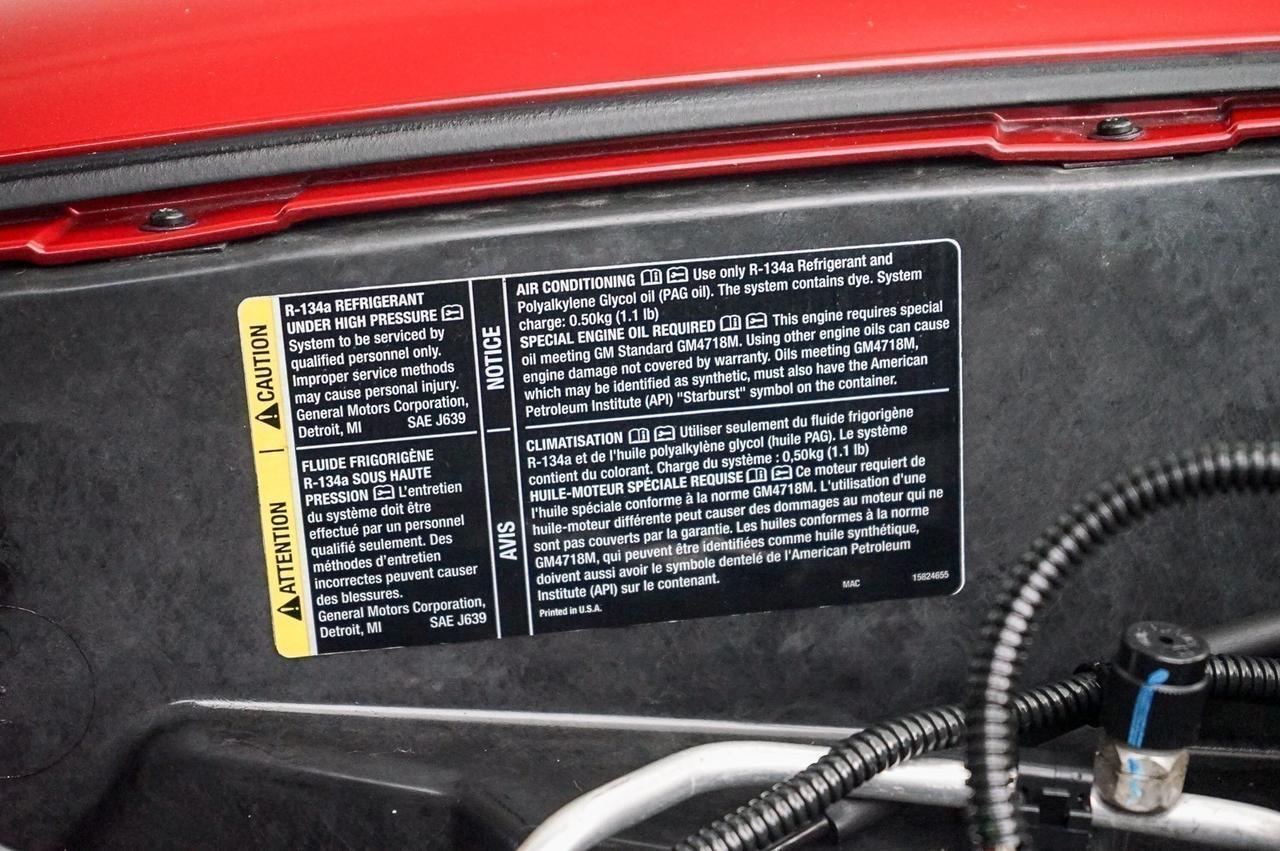 CAUTION
R-134a REFRIGERANT
UNDER HIGH PRESSURE
System to be serviced by
qualified personnel only.
Improper service methods
may cause personal injury.
General Motors Corporation,
Detroit, MI SAE J639
ATTENTION
FLUIDE FRIGORIGÈNE
R-134a SOUS HAUTE
PRESSION L'entretien
du système doit être
effectué par un personnel
qualifié seulement. Des
méthodes d'entretien
incorrectes peuvent causer
des blessures.
General Motors Corporation,
Detroit, MI SAE J639
NOTICE
AIR CONDITIONING Use only R-134a Refrigerant and
Polyalkylene Glycol oil (PAG oil). The system contains dye. System
charge: 0.50kg (1.1 lb)
SPECIAL ENGINE OIL REQUIRED This engine requires special
oil meeting GM Standard GM4718M. Using other engine oils can cause
engine damage not covered by warranty. Oils meeting GM4718M,
which may be identified as synthetic, must also have the American
Petroleum Institute (API) "Starburst" symbol on the container.
AVIS
CLIMATISATION Utiliser seulement du fluide frigorigène
R-134a et de l'huile polyalkylène glycol (huile PAG). Le système
contient du colorant. Charge du système : 0,50kg (1.1 lb)
HUILE-MOTEUR SPÉCIALE REQUISE Ce moteur requiert de
l'huile spéciale conforme à la norme GM4718M. L'utilisation d'une
huile-moteur différente peut causer des dommages au moteur qui ne
sont pas couverts par la garantie. Les huiles conformes à la norme
GM4718M, qui peuvent être identifiées comme huile synthétique,
doivent aussi avoir le symbole dentelé de l'American Petroleum
Institute (API) sur le contenant.
Printed in U.S.A. MAC 15824655